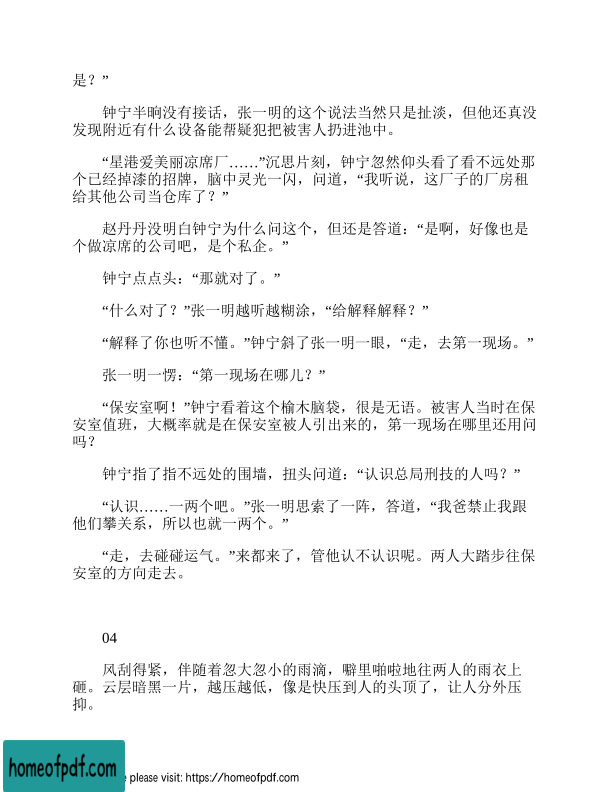 是？”
钟宁半晌没有接话，张一明的这个说法当然只是扯淡，但他还真没
发现附近有什么设备能帮疑犯把被害人扔进池中。
“星港爱美丽凉席厂……”沉思片刻，钟宁忽然仰头看了看不远处那
个已经掉漆的招牌，脑中灵光一闪，问道，“我听说，这厂子的厂房租
给其他公司当仓库了？”
赵丹丹没明白钟宁为什么问这个，但还是答道：“是啊，好像也是
个做凉席的公司吧，是个私企。”
钟宁点点头：“那就对了。”
“什么对了？”张一明越听越糊涂，“给解释解释？”
“解释了你也听不懂。”钟宁斜了张一明一眼，“走，去第一现场。”
张一明一愣：“第一现场在哪儿？”
“保安室啊！”钟宁看着这个榆木脑袋，很是无语。被害人当时在保
安室值班，大概率就是在保安室被人引出来的，第一现场在哪里还用问
吗？
钟宁指了指不远处的围墙，扭头问道：“认识总局刑技的人吗？”
“认识……一两个吧。”张一明思索了一阵，答道，“我爸禁止我跟
他们攀关系，所以也就一两个。”
“走，去碰碰运气。”来都来了，管他认不认识呢。两人大踏步往保
安室的方向走去。
04
风刮得紧，伴随着忽大忽小的雨滴，噼里啪啦地往两人的雨衣上
砸。云层暗黑一片，越压越低，像是快压到人的头顶了，让人分外压
抑。
homeofpdf.com
please visit: https://homeofpdf.com